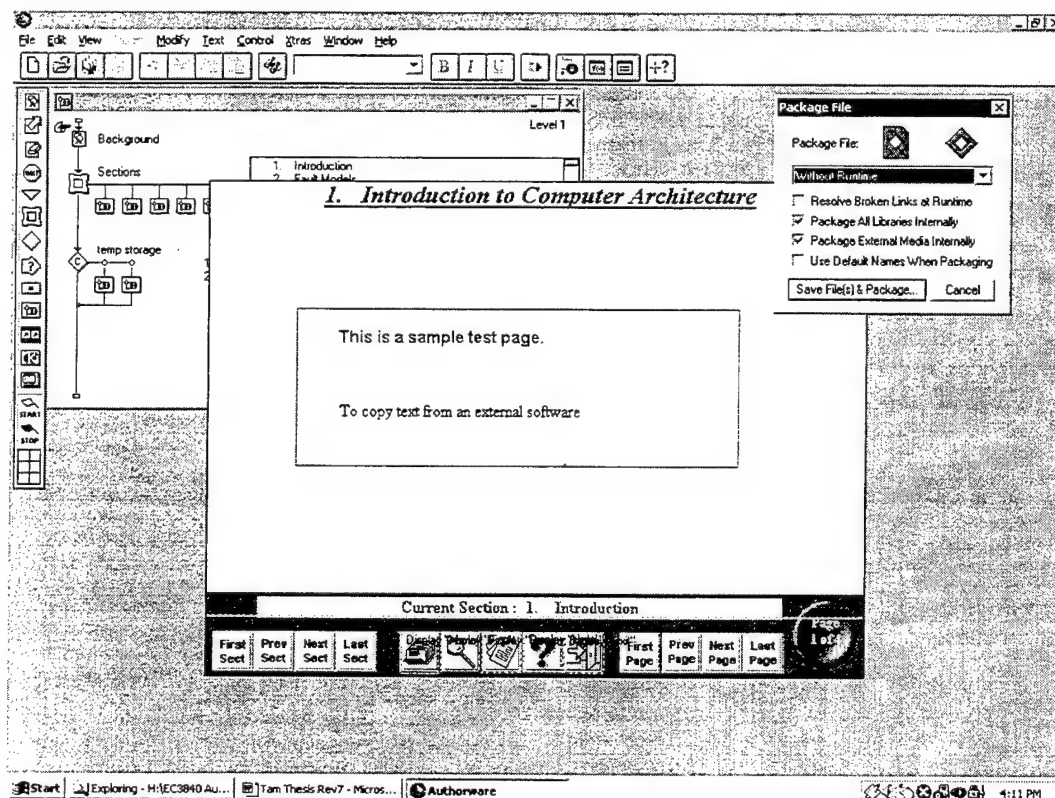 File Edit View Modify Text Control Xtras Window Help
B I U
Level 1
Background
Sections
1. Introduction
2. Fault Models
temp storage
WAIT
START
STOP
C
Package File
Package File:
Without Runtime
Resolve Broken Links at Runtime
Package All Libraries Internally
Package External Media Internally
Use Default Names When Packaging
Save File(s) & Package... Cancel
1. Introduction to Computer Architecture
This is a sample test page.
To copy text from an external software
Current Section : 1. Introduction
First Sect Prev Sect Next Sect Last Sect
First Page Prev Page Next Page Last Page
Page
1 of 4
Start Exploring - H:\EC3840 Au... Tam Thesis Rev7 - Micros... Authorware 4:11 PM